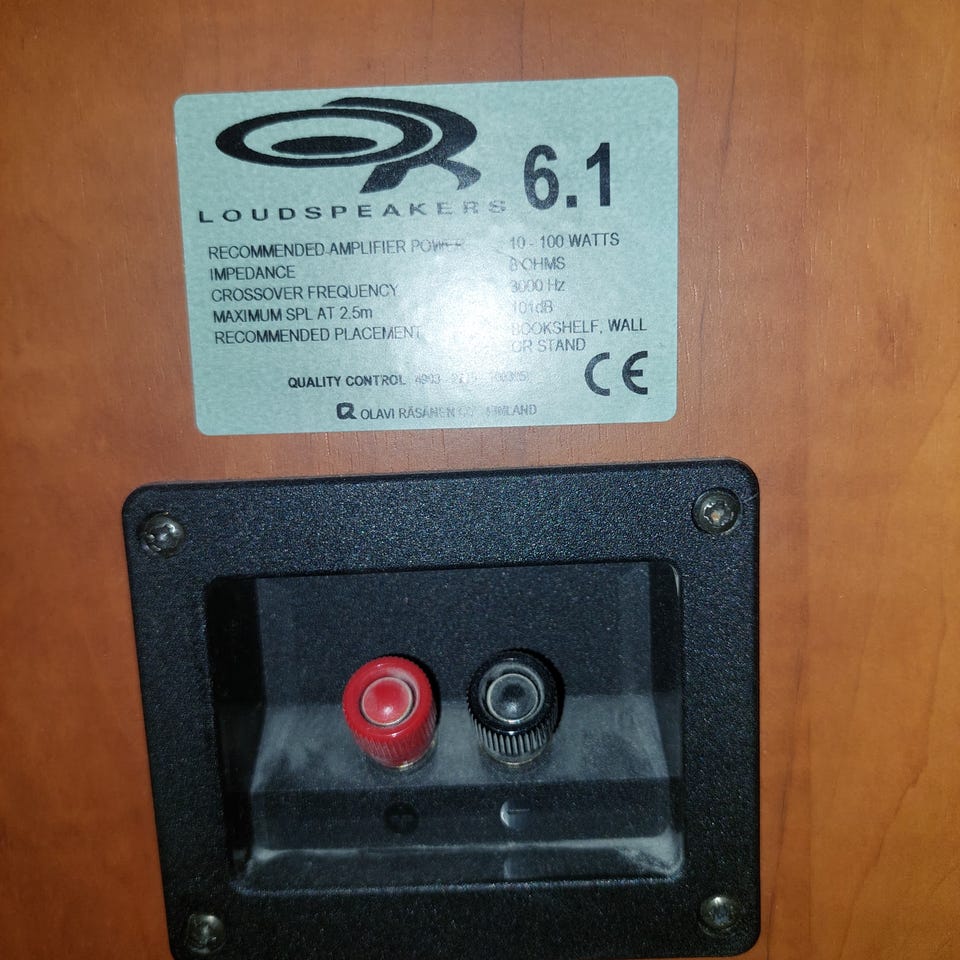 OR
LOUDSPEAKERS 6.1
RECOMMENDED AMPLIFIER POWER 10 - 100 WATTS
IMPEDANCE 8 OHMS
CROSSOVER FREQUENCY 3000 Hz
MAXIMUM SPL AT 2.5m 101dB
RECOMMENDED PLACEMENT BOOKSHELF, WALL
OR STAND
QUALITY CONTROL
CE
OLAVI RÄSÄNEN FINLAND
+ -